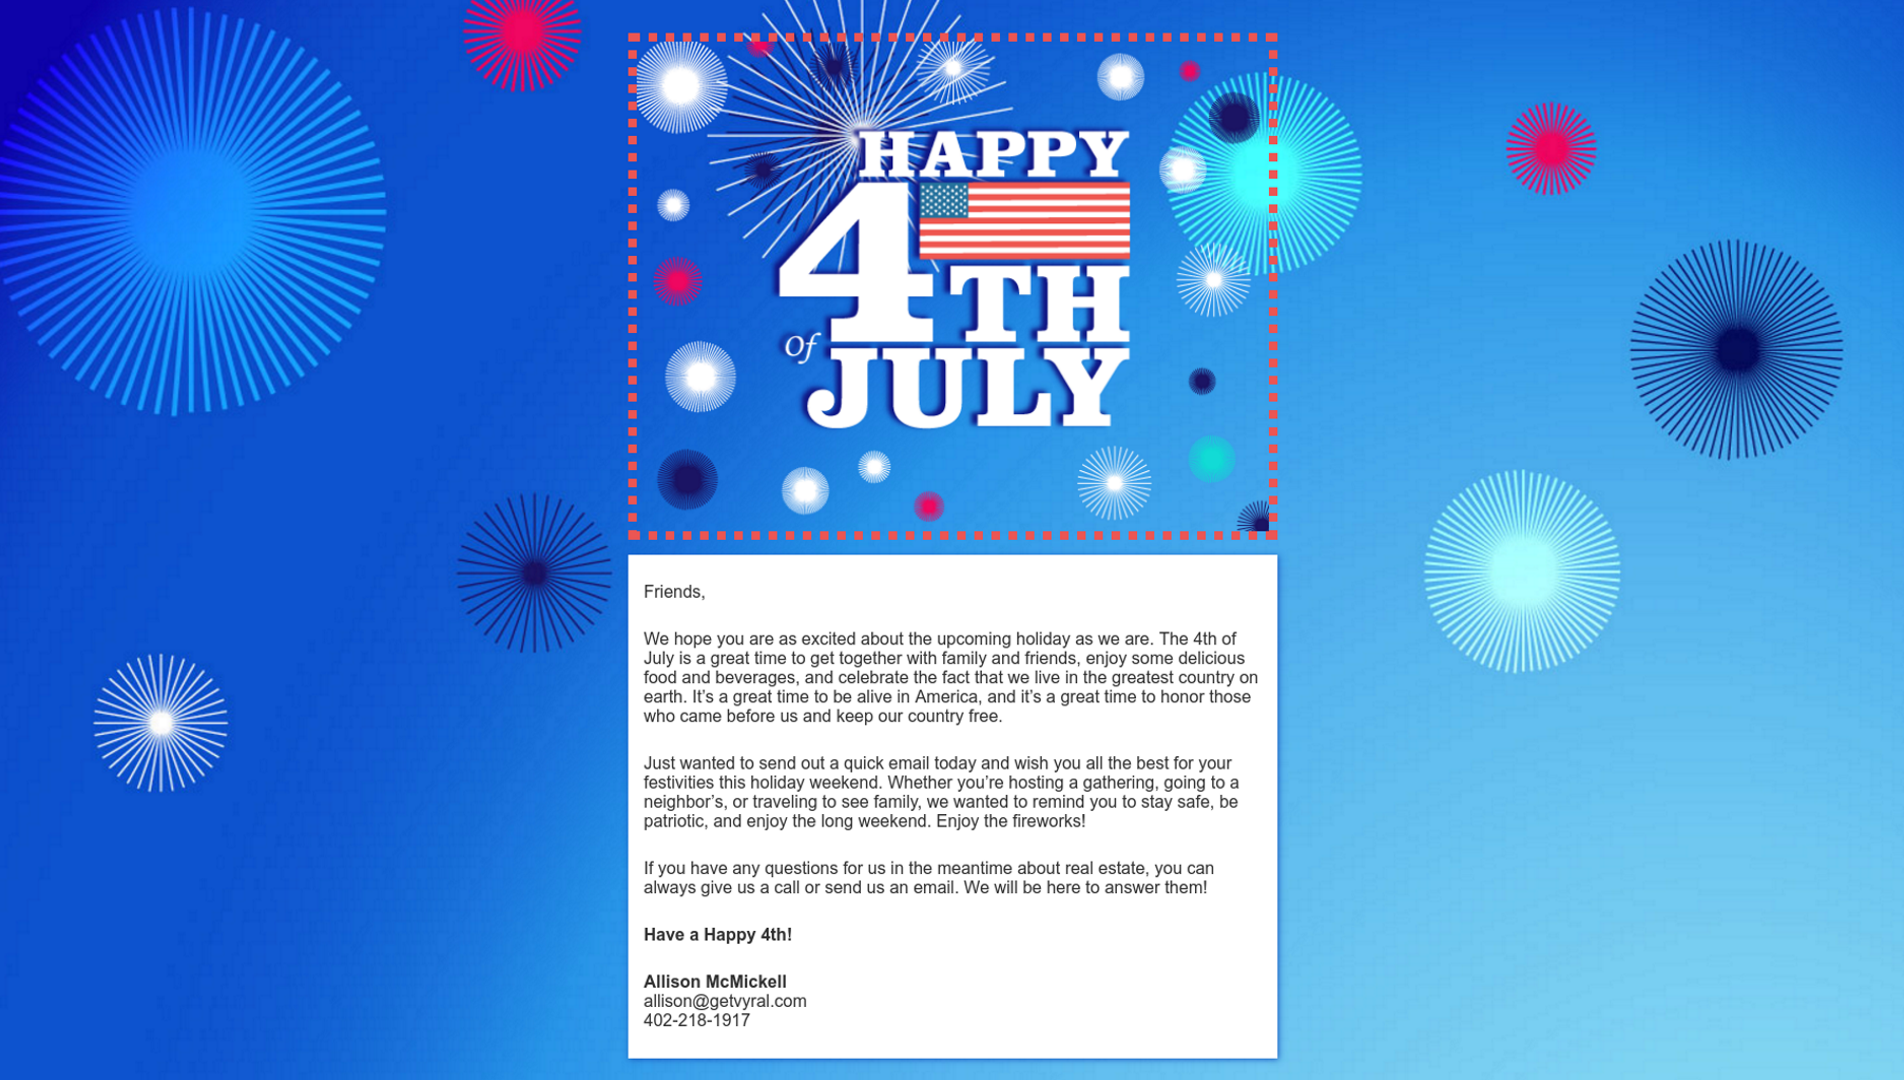 HAPPY
4TH
of
JULY
Friends,
We hope you are as excited about the upcoming holiday as we are. The 4th of
July is a great time to get together with family and friends, enjoy some delicious
food and beverages, and celebrate the fact that we live in the greatest country on
earth. It’s a great time to be alive in America, and it’s a great time to honor those
who came before us and keep our country free.
Just wanted to send out a quick email today and wish you all the best for your
festivities this holiday weekend. Whether you’re hosting a gathering, going to a
neighbor’s, or traveling to see family, we wanted to remind you to stay safe, be
patriotic, and enjoy the long weekend. Enjoy the fireworks!
If you have any questions for us in the meantime about real estate, you can
always give us a call or send us an email. We will be here to answer them!
Have a Happy 4th!
Allison McMickell
allison@getvyral.com
402-218-1917